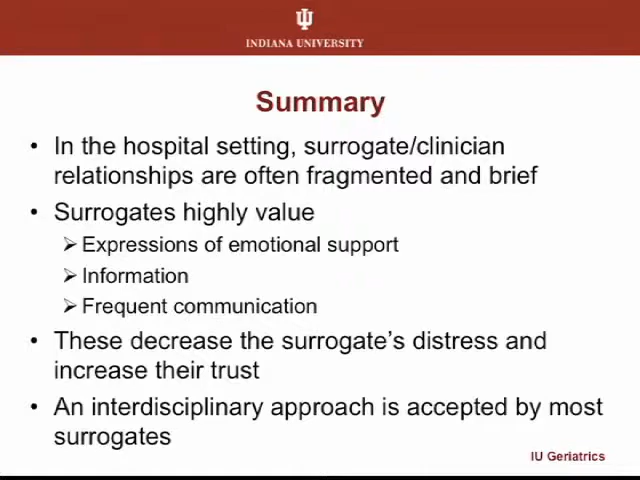 INDIANA UNIVERSITY
Summary
• In the hospital setting, surrogate/clinician
relationships are often fragmented and brief
• Surrogates highly value
➢ Expressions of emotional support
➢ Information
➢ Frequent communication
• These decrease the surrogate's distress and
increase their trust
• An interdisciplinary approach is accepted by most
surrogates
IU Geriatrics